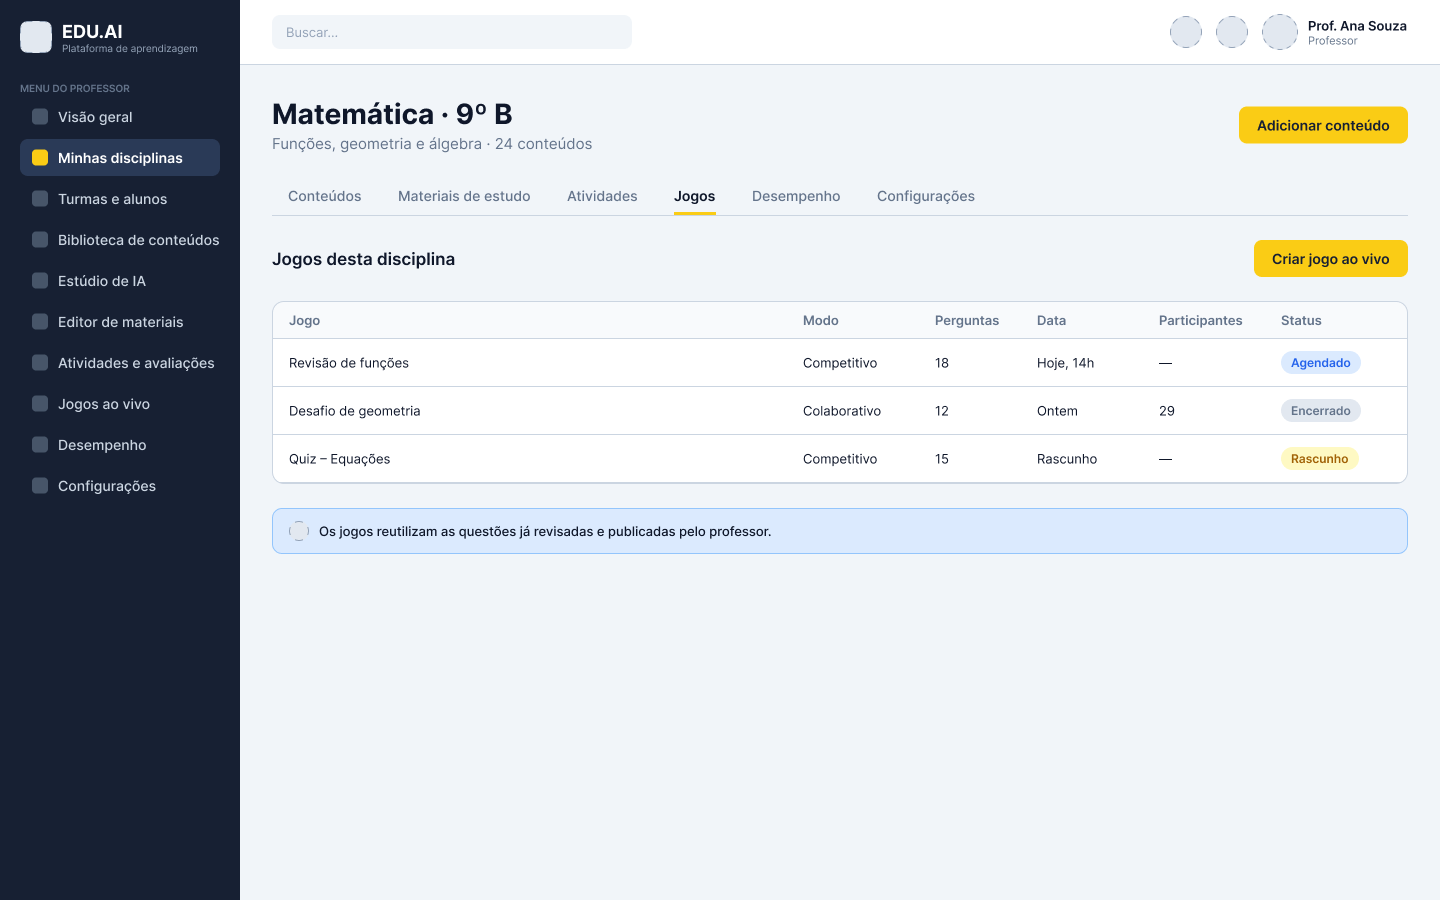 EDU.AI
Plataforma de aprendizagem
MENU DO PROFESSOR
Visão geral
Minhas disciplinas
Turmas e alunos
Biblioteca de conteúdos
Estúdio de IA
Editor de materiais
Atividades e avaliações
Jogos ao vivo
Desempenho
Configurações
Buscar...
Prof. Ana Souza
Professor
Matemática · 9º B
Funções, geometria e álgebra · 24 conteúdos
Adicionar conteúdo
Conteúdos Materiais de estudo Atividades Jogos Desempenho Configurações
Jogos desta disciplina
Criar jogo ao vivo
Jogo Modo Perguntas Data Participantes Status
Revisão de funções Competitivo 18 Hoje, 14h — Agendado
Desafio de geometria Colaborativo 12 Ontem 29 Encerrado
Quiz – Equações Competitivo 15 Rascunho — Rascunho
Os jogos reutilizam as questões já revisadas e publicadas pelo professor.